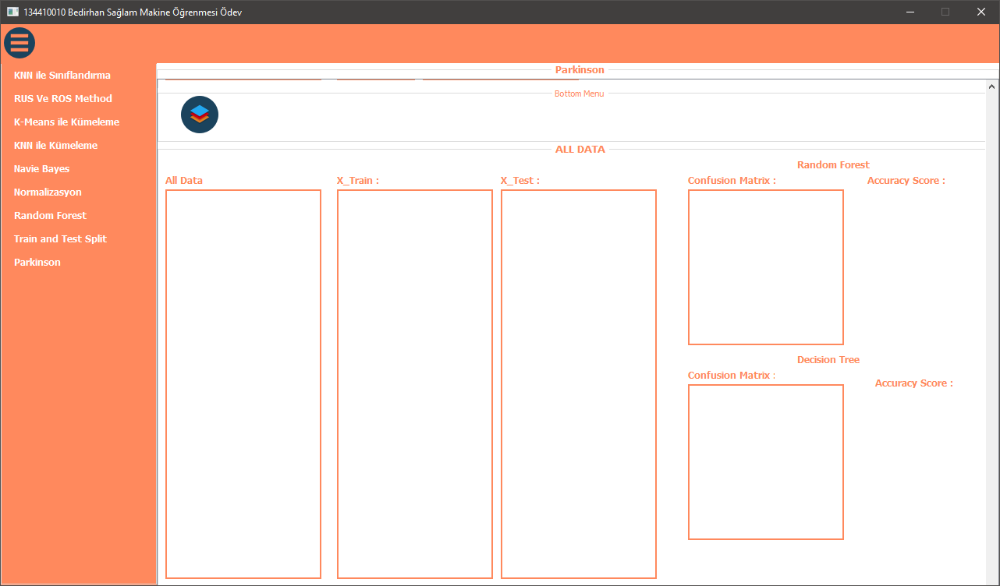 134410010 Bedirhan Sağlam Makine Öğrenmesi Ödev
KNN ile Sınıflandırma
RUS Ve ROS Method
K-Means ile Kümeleme
KNN ile Kümeleme
Navie Bayes
Normalizasyon
Random Forest
Train and Test Split
Parkinson
Parkinson
Bottom Menu
ALL DATA
All Data
X_Train :
X_Test :
Random Forest
Confusion Matrix :
Accuracy Score :
Decision Tree
Confusion Matrix :
Accuracy Score :